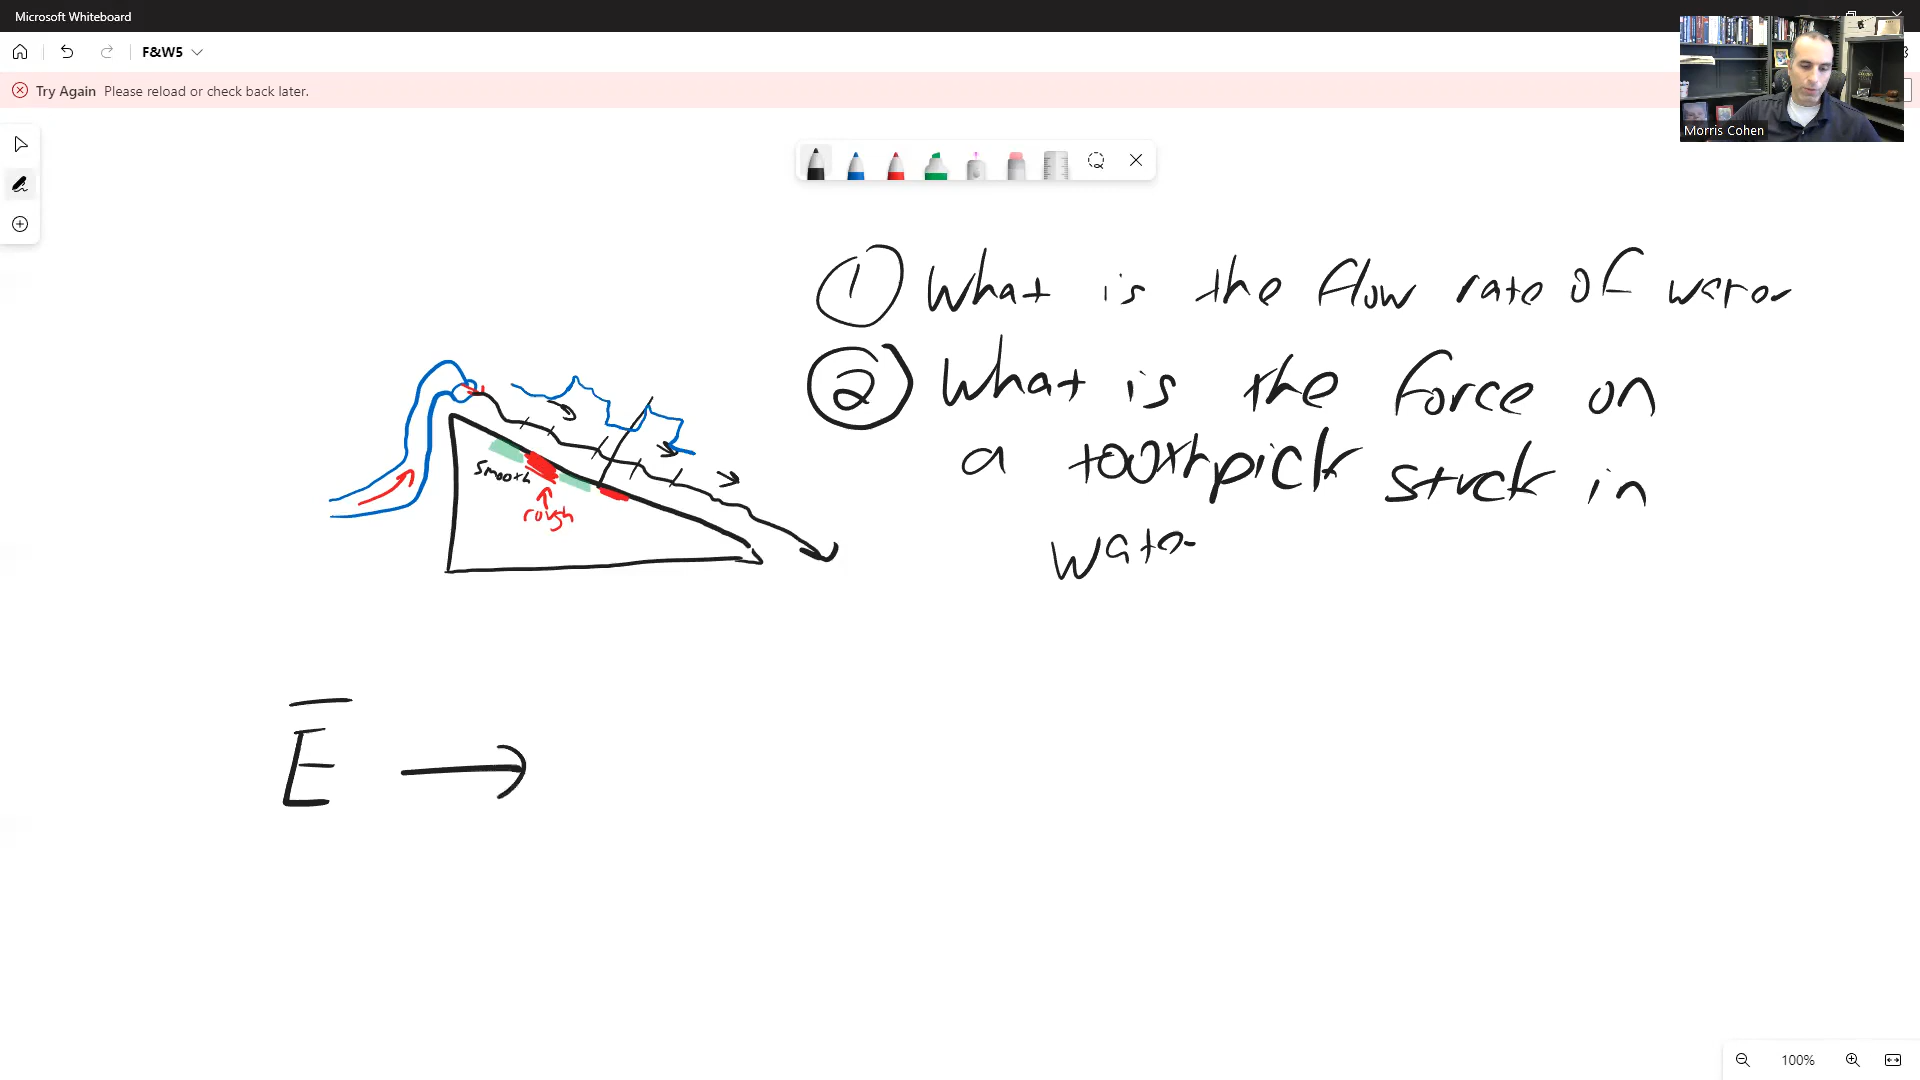 Microsoft Whiteboard
F&W5
Try Again Please reload or check back later.
Morris Cohen
① What is the flow rate of water
② What is the force on
a toothpick stuck in
water
smooth
rough
E
100%